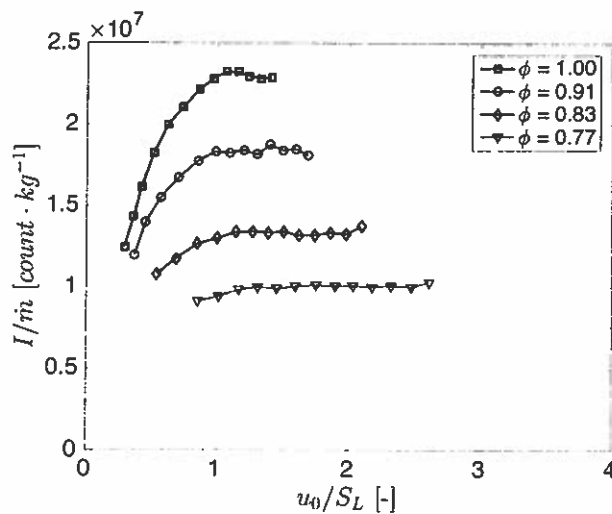 ×10⁷
2.5
2
1.5
1
0.5
0
0 1 2 3 4
I/ṁ [count · kg⁻¹]
u₀/S_L [-]
ϕ = 1.00
ϕ = 0.91
ϕ = 0.83
ϕ = 0.77